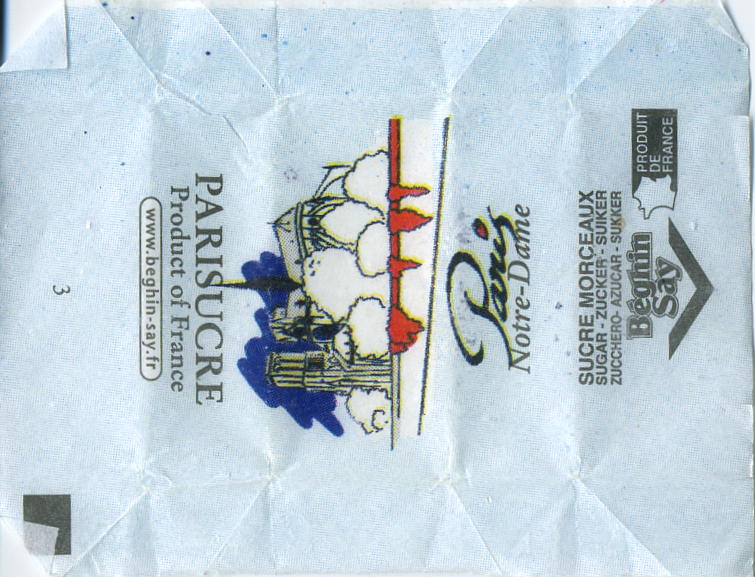 PARISUCRE
Product of France
www.beghin-say.fr
3
Paris
Notre-Dame
SUCRE MORCEAUX
SUGAR - ZUCKER - SUIKER
ZUCCHERO- AZUCAR - SUKKER
Béghin
Say
PRODUIT
DE
FRANCE